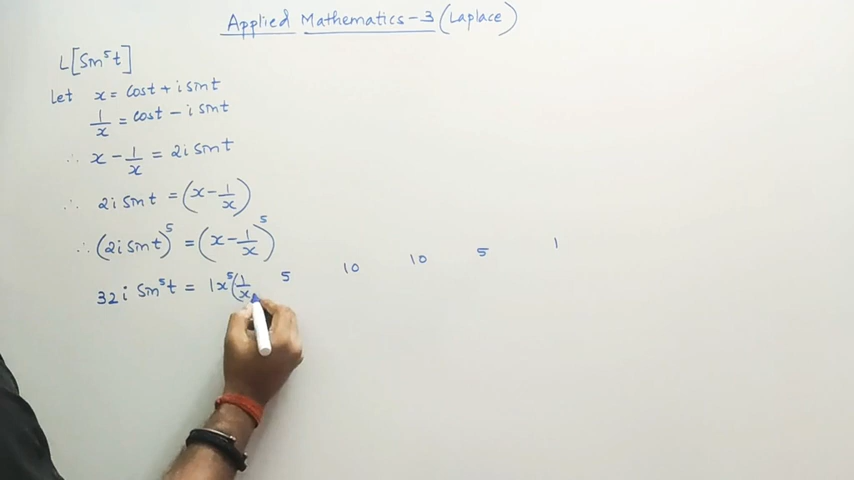 Applied Mathematics-3 (Laplace)
L[Sin⁵t]
Let x = cost + i sint
1/x = cost - i sint
∴ x - 1/x = 2i sint
∴ 2i sint = (x - 1/x)
∴ (2i sint)⁵ = (x - 1/x)⁵
32i Sin⁵t = 1x⁵(1/x 5 10 10 5 1